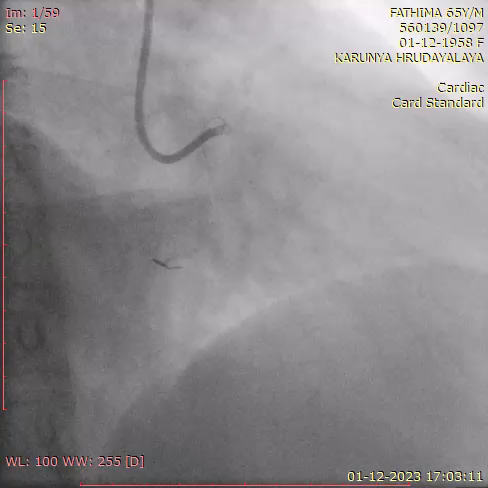 Im: 1/59
Se: 15
FATHIMA 65Y/M
560139/1097
01-12-1958 F
KARUNYA HRUDAYALAYA
Cardiac
Card Standard
WL: 100 WW: 255 [D]
01-12-2023 17:03:11